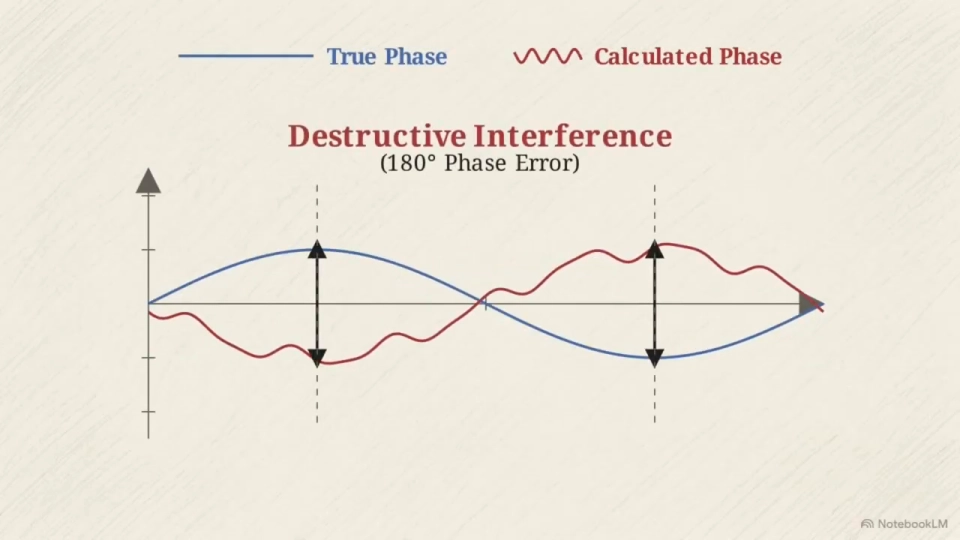 True Phase
Calculated Phase
Destructive Interference
(180° Phase Error)
NotebookLM